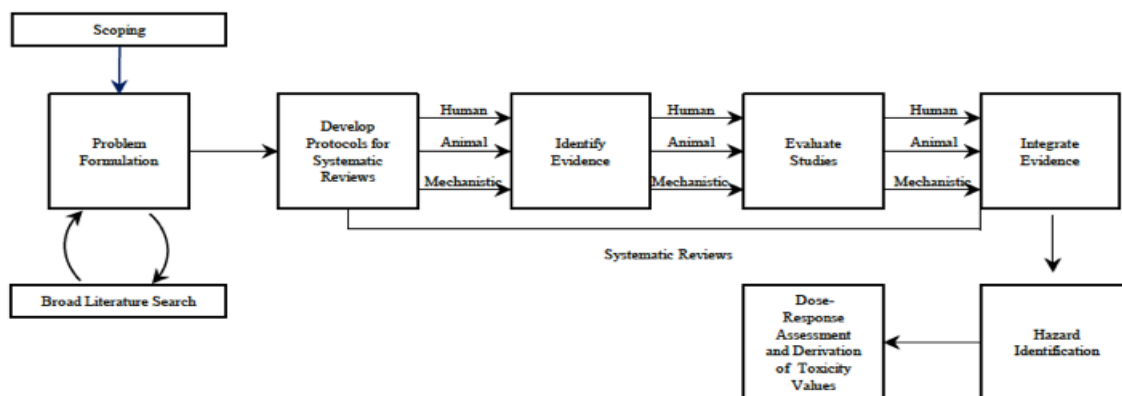 Scoping
Problem
Formulation
Broad Literature Search
Develop
Protocols for
Systematic
Reviews
Human
Animal
Mechanistic
Identify
Evidence
Human
Animal
Mechanistic
Evaluate
Studies
Human
Animal
Mechanistic
Integrate
Evidence
Systematic Reviews
Dose-
Response
Assessment
and Derivation
of Toxicity
Values
Hazard
Identification